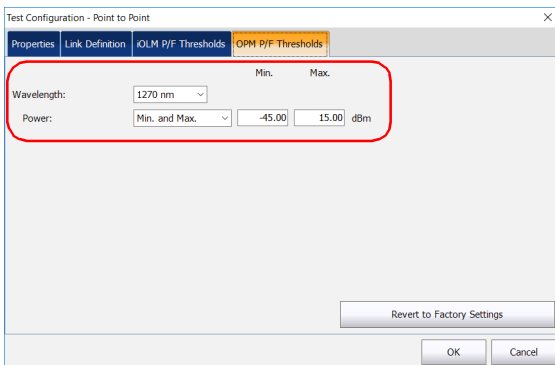 Test Configuration - Point to Point
Properties Link Definition iOLM P/F Thresholds OPM P/F Thresholds
Min. Max.
Wavelength: 1270 nm
Power: Min. and Max. -45.00 15.00 dBm
Revert to Factory Settings
OK Cancel